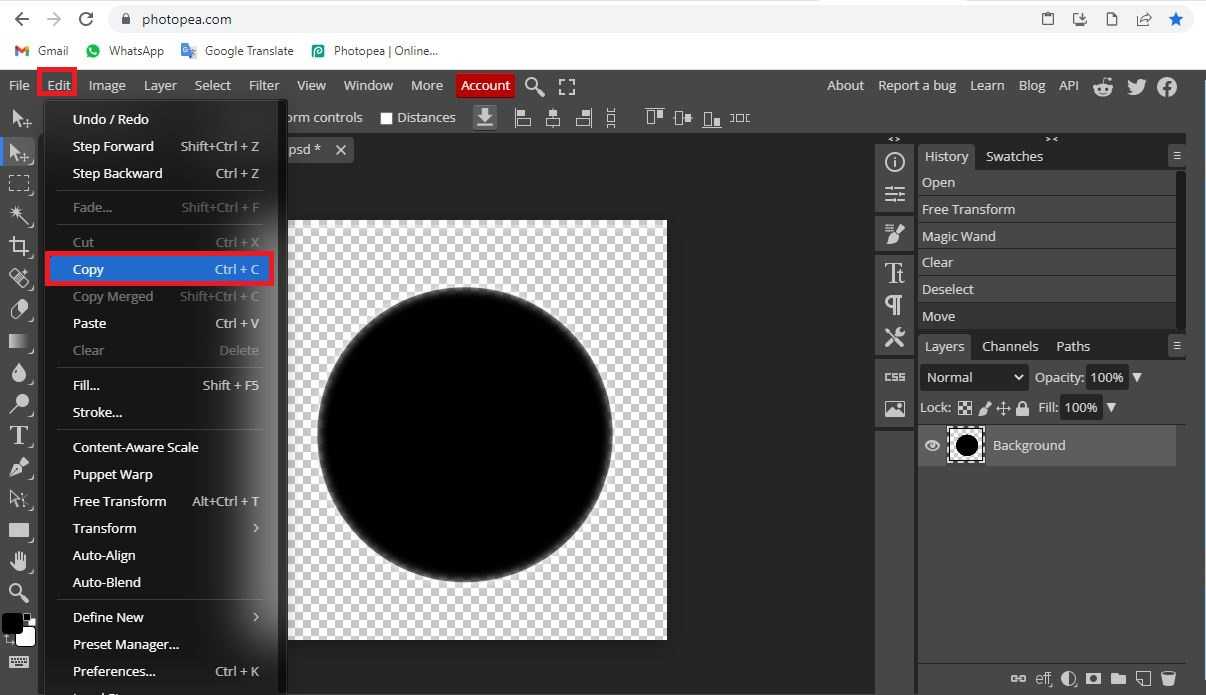 photopea.com
Gmail WhatsApp Google Translate Photopea | Online...
File Edit Image Layer Select Filter View Window More Account About Report a bug Learn Blog API
orm controls Distances
psd *
Undo / Redo
Step Forward Shift+Ctrl + Z
Step Backward Ctrl + Z
Fade... Shift+Ctrl + F
Cut Ctrl + X
Copy Ctrl + C
Copy Merged Shift+Ctrl + C
Paste Ctrl + V
Clear Delete
Fill... Shift + F5
Stroke...
Content-Aware Scale
Puppet Warp
Free Transform Alt+Ctrl + T
Transform
Auto-Align
Auto-Blend
Define New
Preset Manager...
Preferences... Ctrl + K
History Swatches
Open
Free Transform
Magic Wand
Clear
Deselect
Move
CSS
Layers Channels Paths
Normal Opacity: 100%
Lock: Fill: 100%
Background
eff